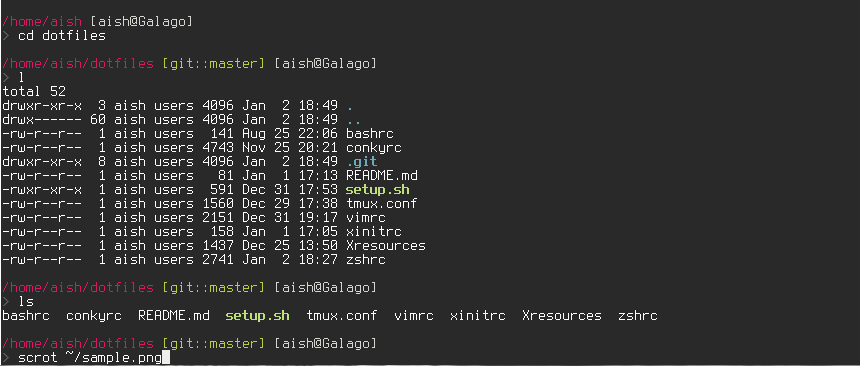 /home/aish [aish@Galago]
> cd dotfiles
/home/aish/dotfiles [git::master] [aish@Galago]
> l
total 52
drwxr-xr-x  3 aish users 4096 Jan  2 18:49 .
drwx------ 60 aish users 4096 Jan  2 18:49 ..
-rw-r--r--  1 aish users  141 Aug 25 22:06 bashrc
-rw-r--r--  1 aish users 4743 Nov 25 20:21 conkyrc
drwxr-xr-x  8 aish users 4096 Jan  2 18:49 .git
-rw-r--r--  1 aish users   81 Jan  1 17:13 README.md
-rwxr-xr-x  1 aish users  591 Dec 31 17:53 setup.sh
-rw-r--r--  1 aish users 1560 Dec 29 17:38 tmux.conf
-rw-r--r--  1 aish users 2151 Dec 31 19:17 vimrc
-rw-r--r--  1 aish users  158 Jan  1 17:05 xinitrc
-rw-r--r--  1 aish users 1437 Dec 25 13:50 Xresources
-rw-r--r--  1 aish users 2741 Jan  2 18:27 zshrc
/home/aish/dotfiles [git::master] [aish@Galago]
> ls
bashrc  conkyrc  README.md  setup.sh  tmux.conf  vimrc  xinitrc  Xresources  zshrc
/home/aish/dotfiles [git::master] [aish@Galago]
> scrot ~/sample.png